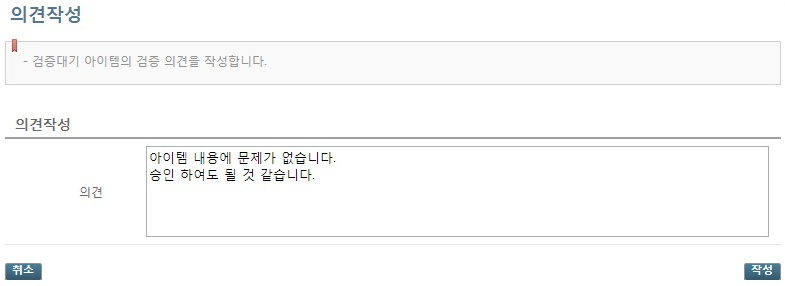 의견작성
- 검증대기 아이템의 검증 의견을 작성합니다.
의견작성
의견
아이템 내용에 문제가 없습니다.
승인 하여도 될 것 같습니다.
취소
작성